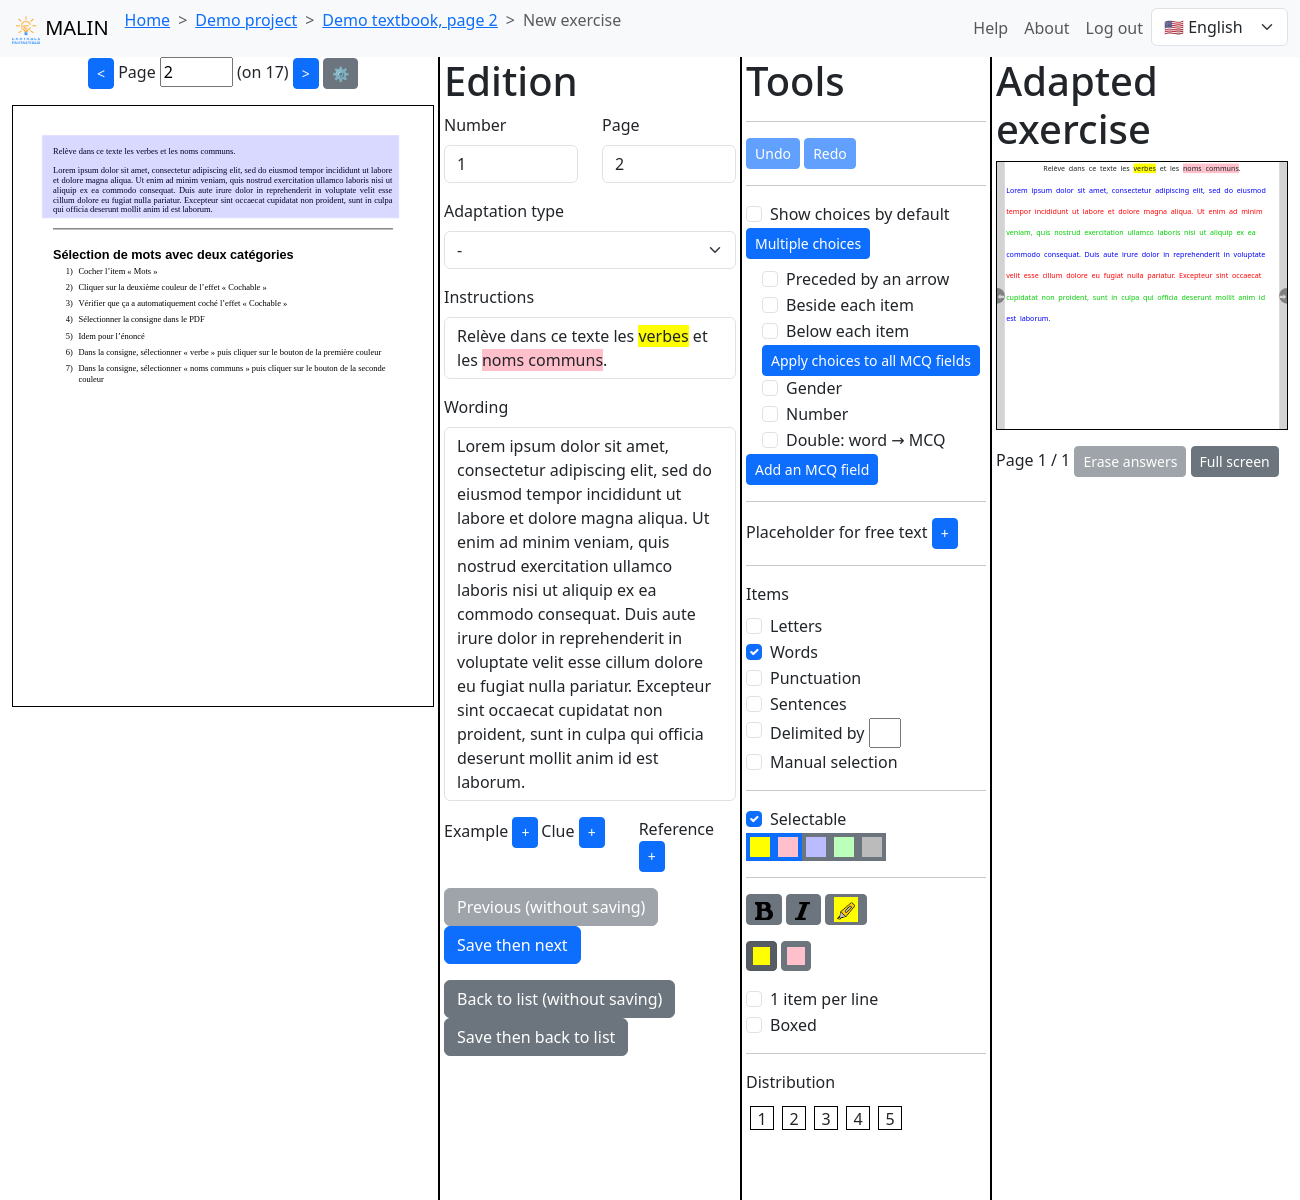 MALIN
Home > Demo project > Demo textbook, page 2 > New exercise
Help About Log out 🇺🇸 English
< Page 2 (on 17) > ⚙️
Relève dans ce texte les verbes et les noms communs.
Lorem ipsum dolor sit amet, consectetur adipiscing elit, sed do eiusmod tempor incididunt ut labore
et dolore magna aliqua. Ut enim ad minim veniam, quis nostrud exercitation ullamco laboris nisi ut
aliquip ex ea commodo consequat. Duis aute irure dolor in reprehenderit in voluptate velit esse
cillum dolore eu fugiat nulla pariatur. Excepteur sint occaecat cupidatat non proident, sunt in culpa
qui officia deserunt mollit anim id est laborum.
Sélection de mots avec deux catégories
1) Cocher l'item « Mots »
2) Cliquer sur la deuxième couleur de l'effet « Cochable »
3) Vérifier que ça a automatiquement coché l'effet « Cochable »
4) Sélectionner la consigne dans le PDF
5) Idem pour l'énoncé
6) Dans la consigne, sélectionner « verbe » puis cliquer sur le bouton de la première couleur
7) Dans la consigne, sélectionner « noms communs » puis cliquer sur le bouton de la seconde
couleur
Edition
Number Page
1 2
Adaptation type
-
Instructions
Relève dans ce texte les verbes et
les noms communs.
Wording
Lorem ipsum dolor sit amet,
consectetur adipiscing elit, sed do
eiusmod tempor incididunt ut
labore et dolore magna aliqua. Ut
enim ad minim veniam, quis
nostrud exercitation ullamco
laboris nisi ut aliquip ex ea
commodo consequat. Duis aute
irure dolor in reprehenderit in
voluptate velit esse cillum dolore
eu fugiat nulla pariatur. Excepteur
sint occaecat cupidatat non
proident, sunt in culpa qui officia
deserunt mollit anim id est
laborum.
Example + Clue + Reference
+
Previous (without saving)
Save then next
Back to list (without saving)
Save then back to list
Tools
Undo Redo
Show choices by default
Multiple choices
Preceded by an arrow
Beside each item
Below each item
Apply choices to all MCQ fields
Gender
Number
Double: word → MCQ
Add an MCQ field
Placeholder for free text +
Items
Letters
Words
Punctuation
Sentences
Delimited by
Manual selection
Selectable
B I
1 item per line
Boxed
Distribution
1 2 3 4 5
Adapted
exercise
Relève dans ce texte les verbes et les noms communs.
Lorem ipsum dolor sit amet, consectetur adipiscing elit, sed do eiusmod
tempor incididunt ut labore et dolore magna aliqua. Ut enim ad minim
veniam, quis nostrud exercitation ullamco laboris nisi ut aliquip ex ea
commodo consequat. Duis aute irure dolor in reprehenderit in voluptate
velit esse cillum dolore eu fugiat nulla pariatur. Excepteur sint occaecat
cupidatat non proident, sunt in culpa qui officia deserunt mollit anim id
est laborum.
Page 1 / 1 Erase answers Full screen